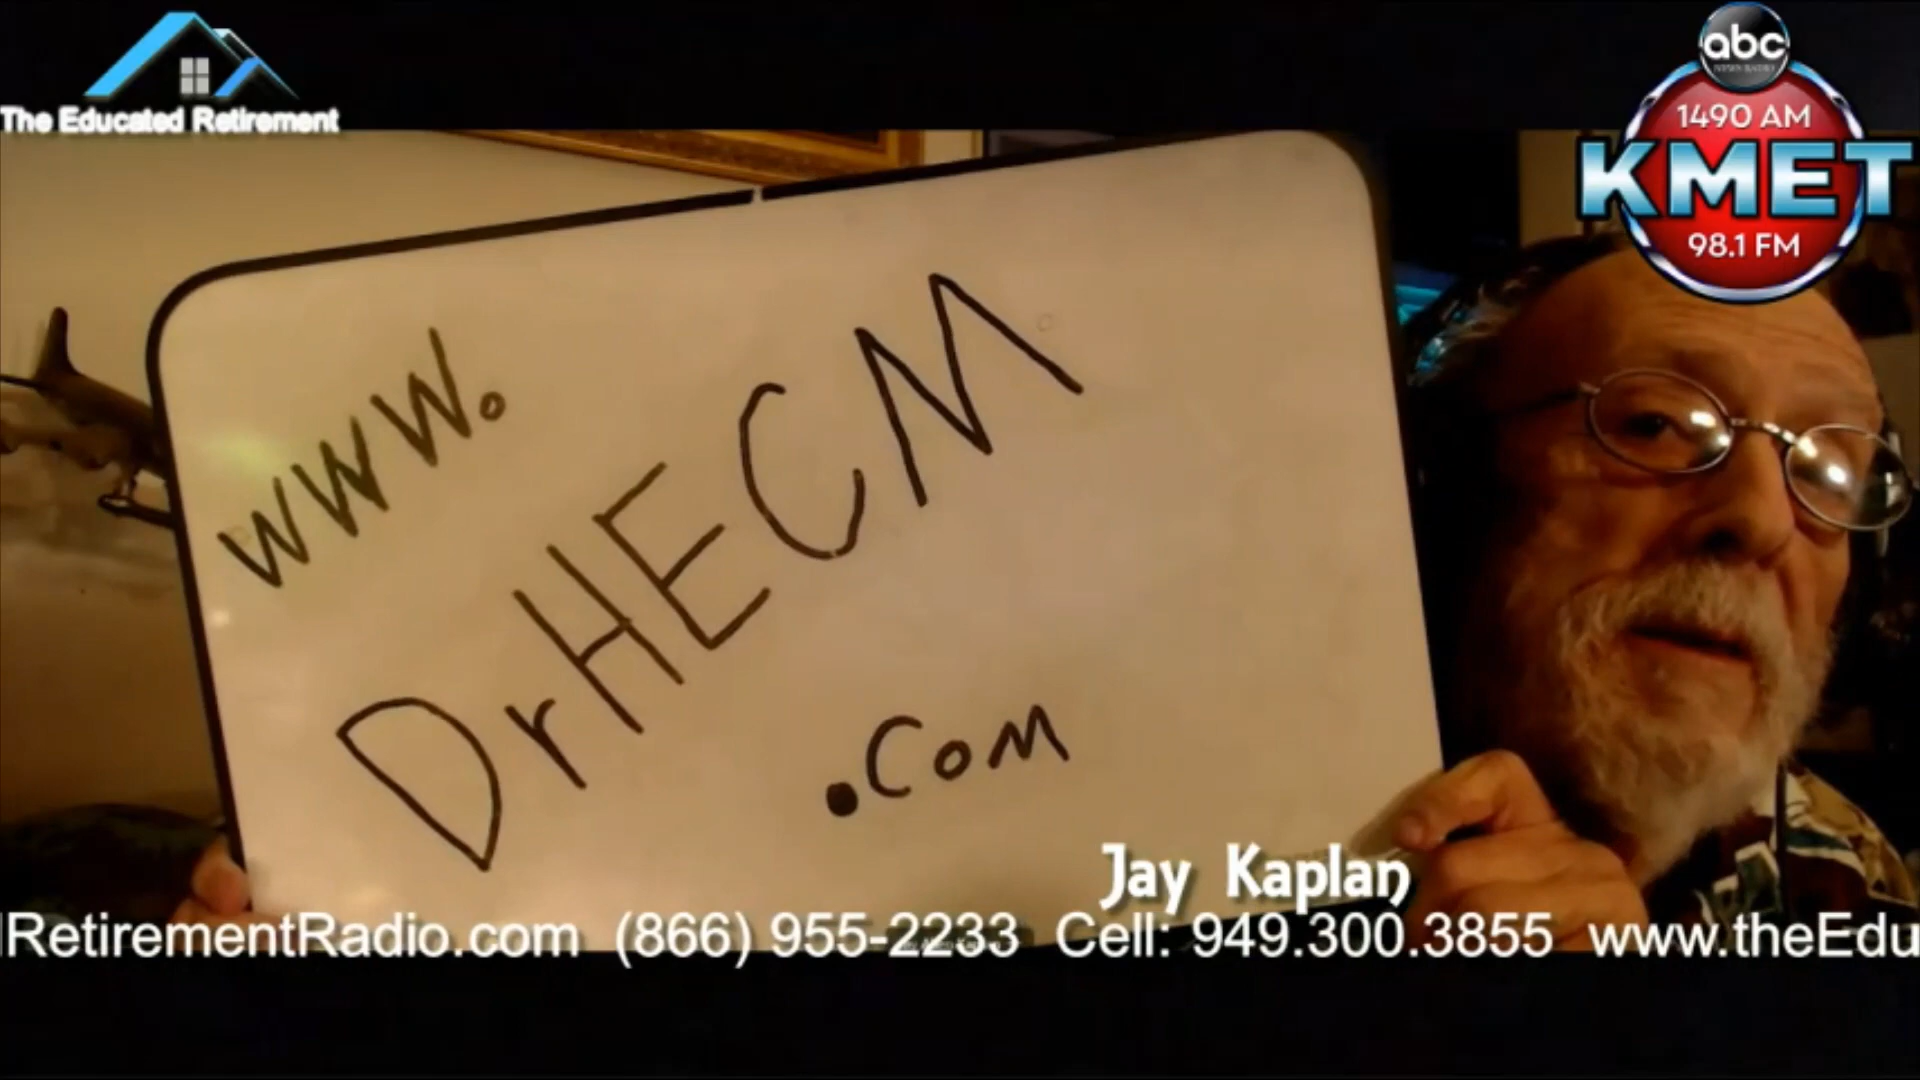 The Educated Retirement
abc
1490 AM
KMET
98.1 FM
www.
DrHECM
.Com
Jay Kaplan
RetirementRadio.com (866) 955-2233 Cell: 949.300.3855 www.theEdu